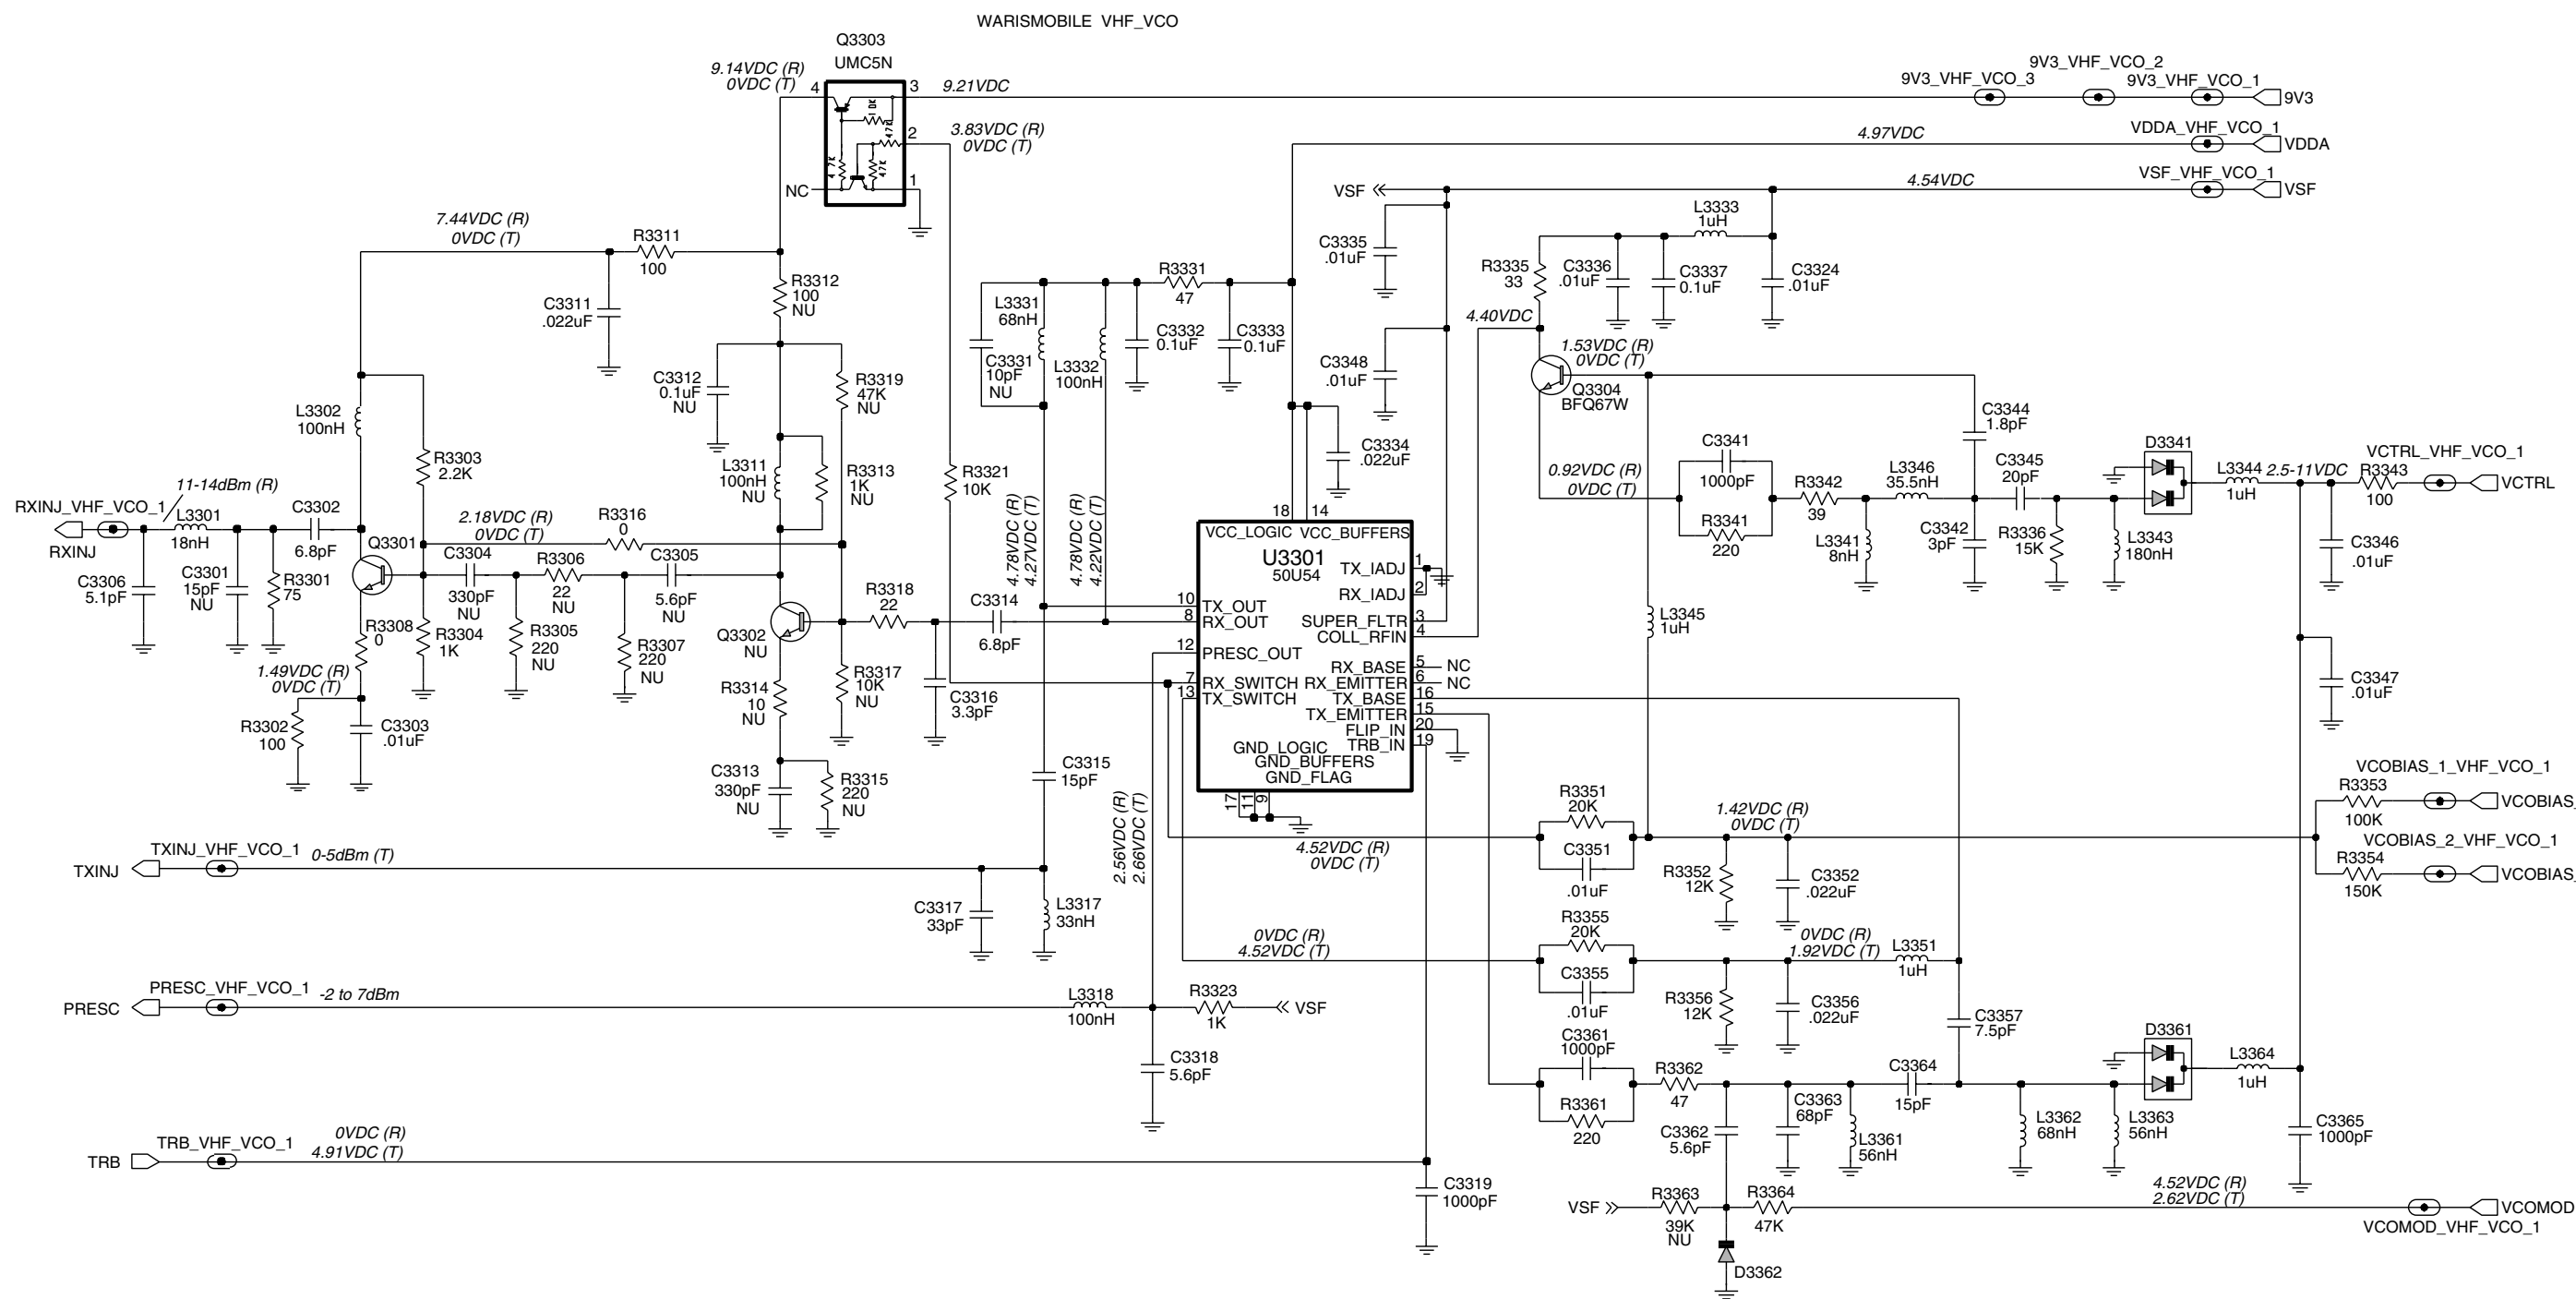 WARISMOBILE VHF_VCO
Q3303
UMC5N
9.14VDC (R)
0VDC (T)
4
3
9.21VDC
10K
47K
2
3.83VDC (R)
0VDC (T)
47K
47K
NC
1
9V3_VHF_VCO_3
9V3_VHF_VCO_2
9V3_VHF_VCO_1
9V3
4.97VDC
VDDA_VHF_VCO_1
VDDA
VSF
4.54VDC
VSF_VHF_VCO_1
VSF
7.44VDC (R)
0VDC (T)
R3311
100
C3311
.022uF
R3312
100
NU
C3312
0.1uF
NU
R3319
47K
NU
L3302
100nH
R3303
2.2K
L3311
100nH
NU
R3313
1K
NU
R3321
10K
L3331
68nH
C3331
10pF
NU
L3332
100nH
R3331
47
C3332
0.1uF
C3333
0.1uF
C3335
.01uF
C3348
.01uF
C3334
.022uF
L3333
1uH
R3335
33
C3336
.01uF
C3337
0.1uF
C3324
.01uF
4.40VDC
1.53VDC (R)
0VDC (T)
Q3304
BFQ67W
C3344
1.8pF
0.92VDC (R)
0VDC (T)
C3341
1000pF
R3341
220
R3342
39
L3346
35.5nH
L3341
8nH
C3342
3pF
C3345
20pF
R3336
15K
L3343
180nH
D3341
L3344
1uH
2.5-11VDC
R3343
100
VCTRL_VHF_VCO_1
VCTRL
C3346
.01uF
C3347
.01uF
L3345
1uH
RXINJ_VHF_VCO_1
RXINJ
11-14dBm (R)
L3301
18nH
C3302
6.8pF
C3306
5.1pF
C3301
15pF
NU
R3301
75
Q3301
2.18VDC (R)
0VDC (T)
R3316
0
C3304
330pF
NU
R3306
22
NU
C3305
5.6pF
NU
R3308
0
R3304
1K
R3305
220
NU
R3307
220
NU
1.49VDC (R)
0VDC (T)
R3302
100
C3303
.01uF
Q3302
NU
R3318
22
C3314
6.8pF
R3314
10
NU
R3317
10K
NU
C3316
3.3pF
C3313
330pF
NU
R3315
220
NU
4.78VDC (R)
4.27VDC (T)
4.78VDC (R)
4.22VDC (T)
18
14
VCC_LOGIC
VCC_BUFFERS
U3301
50U54
10
TX_OUT
8
RX_OUT
12
PRESC_OUT
7
RX_SWITCH
13
TX_SWITCH
TX_IADJ
1
RX_IADJ
2
SUPER_FLTR
3
COLL_RFIN
4
RX_BASE
5
NC
RX_EMITTER
6
NC
TX_BASE
16
TX_EMITTER
15
FLIP_IN
20
TRB_IN
19
GND_LOGIC
GND_BUFFERS
GND_FLAG
17
11
9
C3315
15pF
2.56VDC (R)
2.66VDC (T)
TXINJ_VHF_VCO_1
0-5dBm (T)
TXINJ
C3317
33pF
L3317
33nH
4.52VDC (R)
0VDC (T)
R3351
20K
C3351
.01uF
1.42VDC (R)
0VDC (T)
R3352
12K
C3352
.022uF
VCOBIAS_1_VHF_VCO_1
R3353
100K
VCOBIAS_
VCOBIAS_2_VHF_VCO_1
R3354
150K
VCOBIAS_
0VDC (R)
4.52VDC (T)
R3355
20K
C3355
.01uF
0VDC (R)
1.92VDC (T)
R3356
12K
C3356
.022uF
L3351
1uH
PRESC_VHF_VCO_1
-2 to 7dBm
PRESC
L3318
100nH
R3323
1K
VSF
C3318
5.6pF
C3357
7.5pF
C3361
1000pF
R3361
220
R3362
47
C3362
5.6pF
C3363
68pF
L3361
56nH
C3364
15pF
L3362
68nH
L3363
56nH
D3361
L3364
1uH
C3365
1000pF
TRB_VHF_VCO_1
0VDC (R)
4.91VDC (T)
TRB
C3319
1000pF
VSF
R3363
39K
NU
R3364
47K
D3362
4.52VDC (R)
2.62VDC (T)
VCOMOD
VCOMOD_VHF_VCO_1